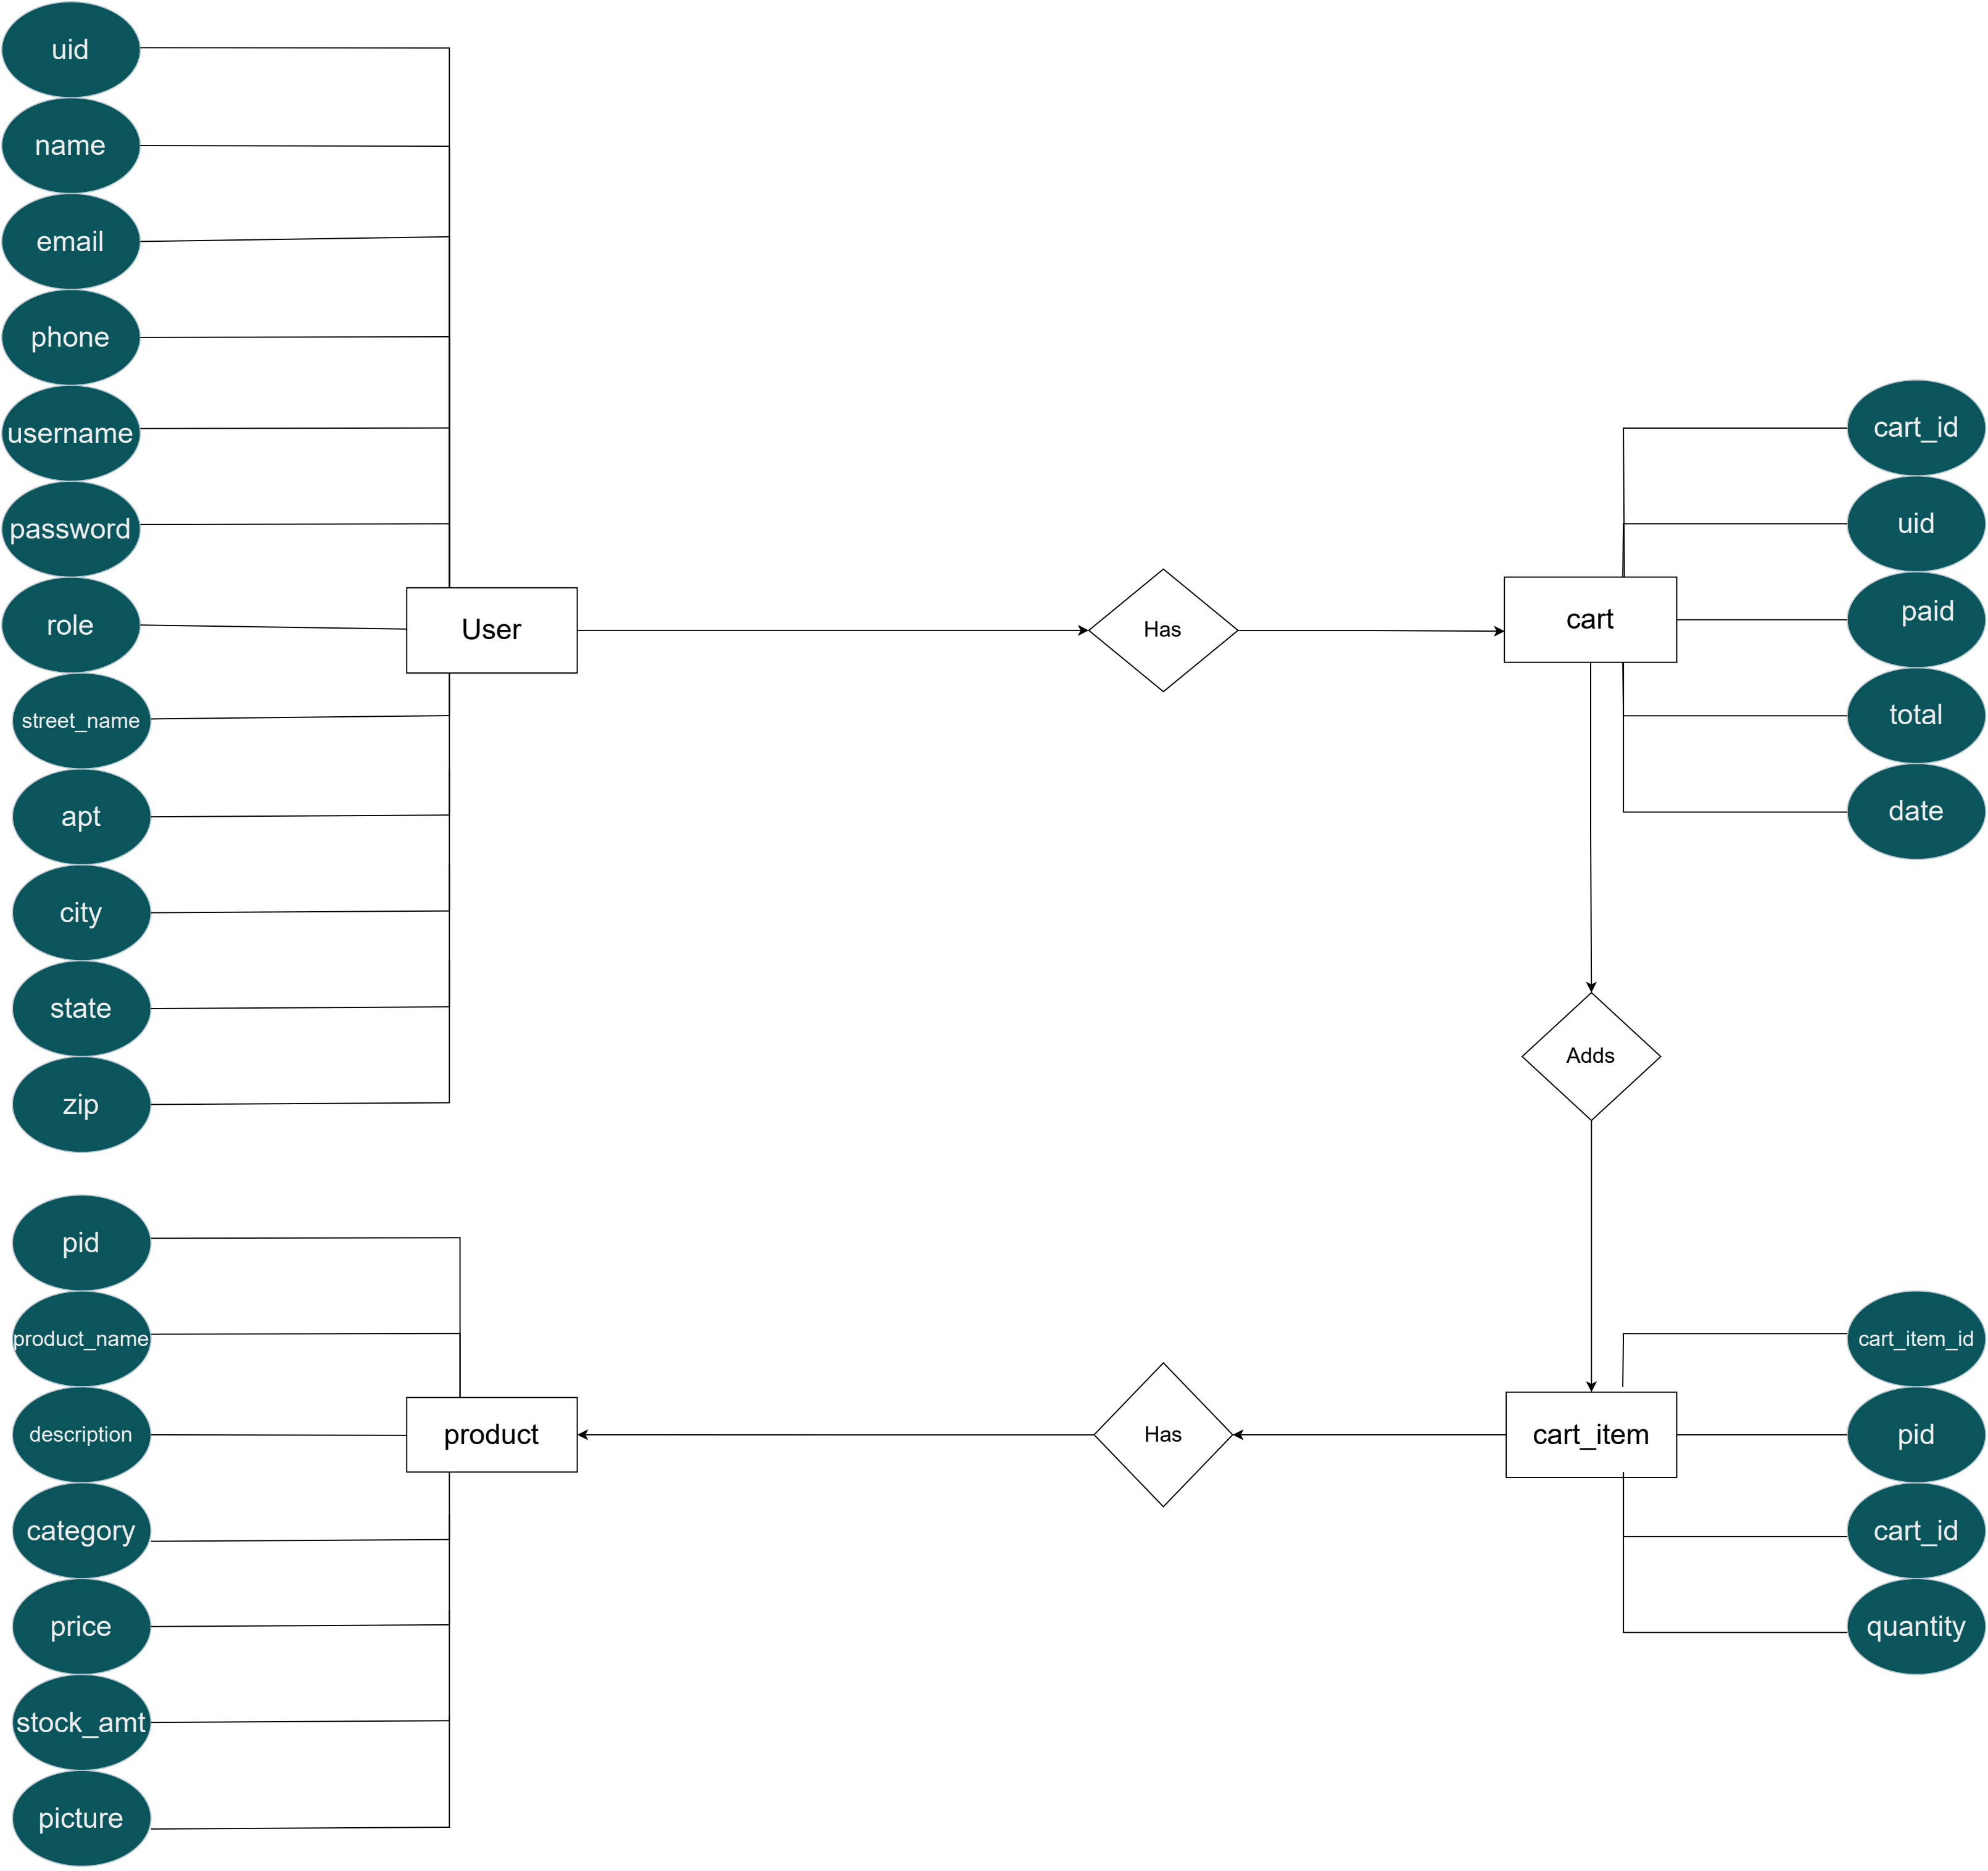 uid
name
email
phone
username
password
role
street_name
apt
city
state
zip
User
Has
cart
cart_id
uid
paid
total
date
Adds
pid
product_name
description
category
price
stock_amt
picture
product
Has
cart_item
cart_item_id
pid
cart_id
quantity